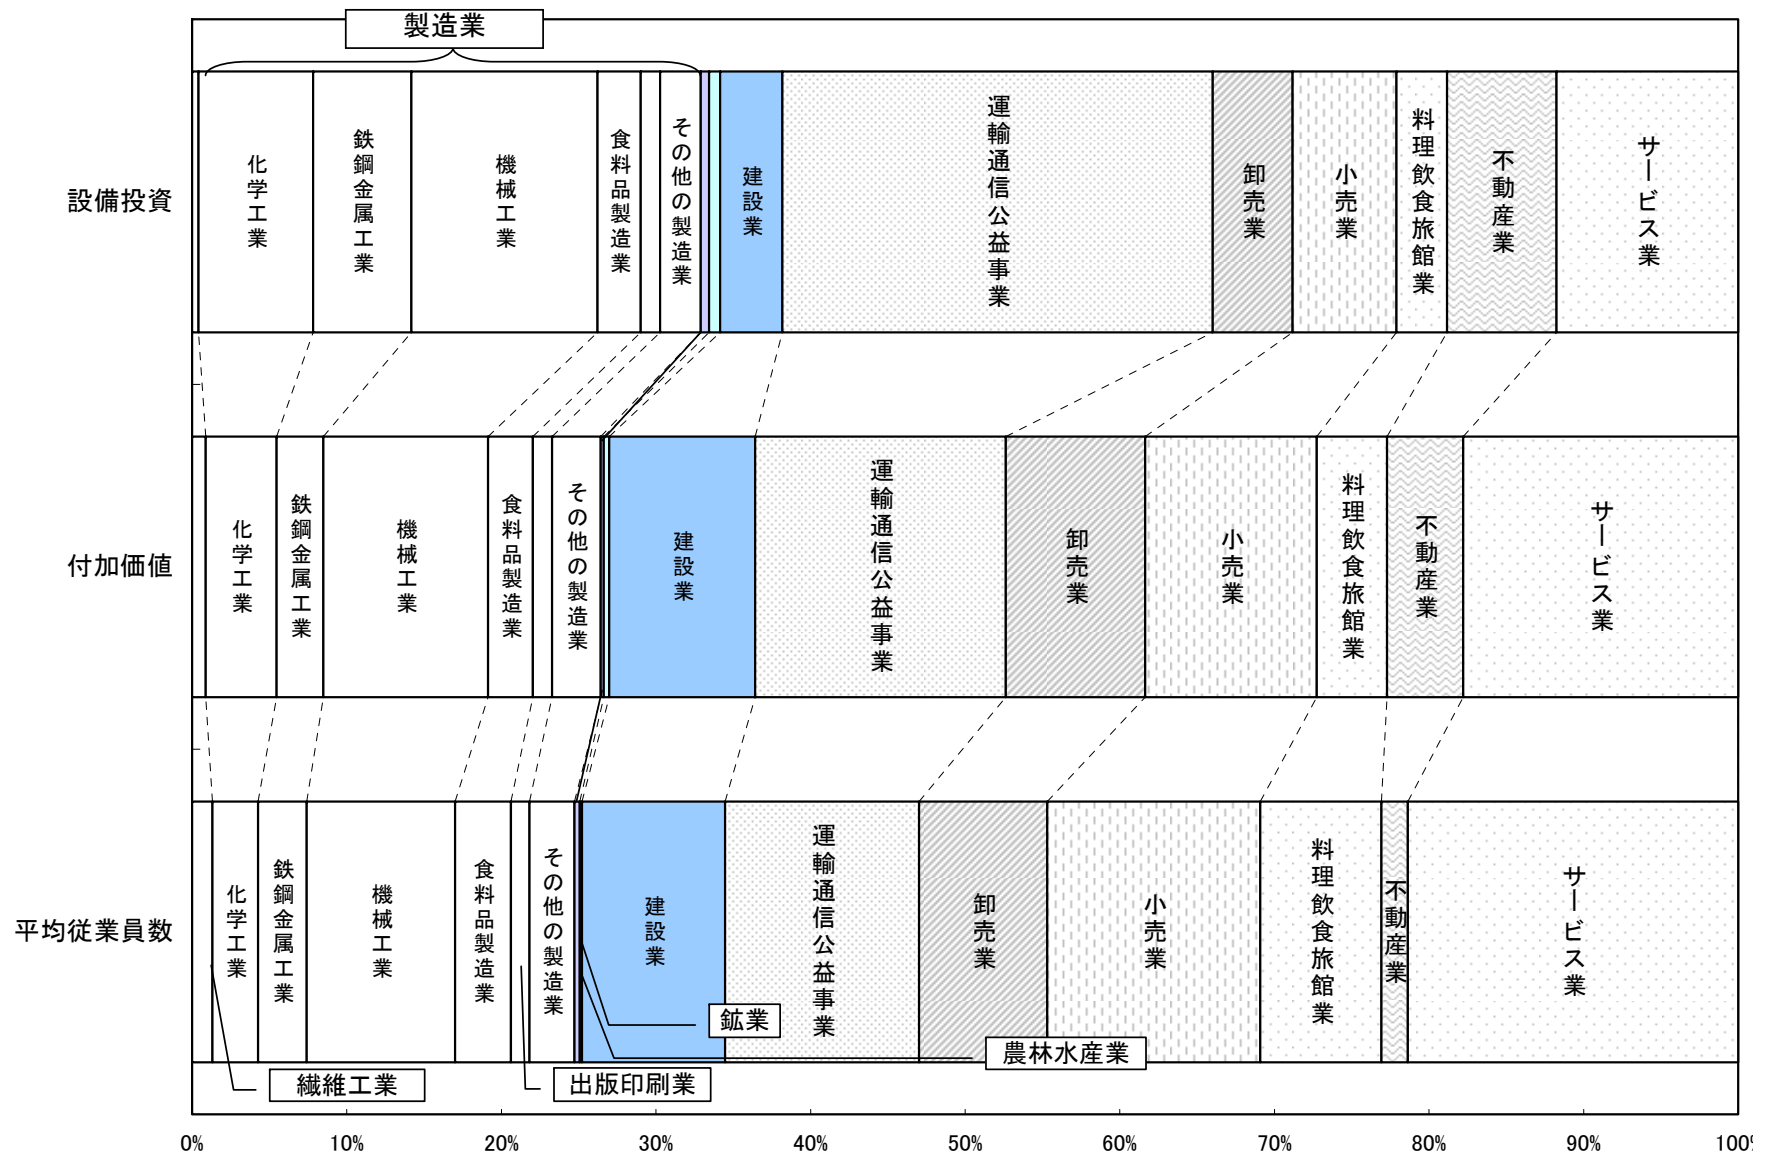 製造業
設備投資
化学工業
鉄鋼金属工業
機械工業
食料品製造業
その他の製造業
建設業
運輸通信公益事業
卸売業
小売業
料理飲食旅館業
不動産業
サービス業
付加価値
化学工業
鉄鋼金属工業
機械工業
食料品製造業
その他の製造業
建設業
運輸通信公益事業
卸売業
小売業
料理飲食旅館業
不動産業
サービス業
平均従業員数
化学工業
鉄鋼金属工業
機械工業
食料品製造業
その他の製造業
建設業
運輸通信公益事業
卸売業
小売業
料理飲食旅館業
不動産業
サービス業
鉱業
農林水産業
繊維工業
出版印刷業
0% 10% 20% 30% 40% 50% 60% 70% 80% 90% 100%